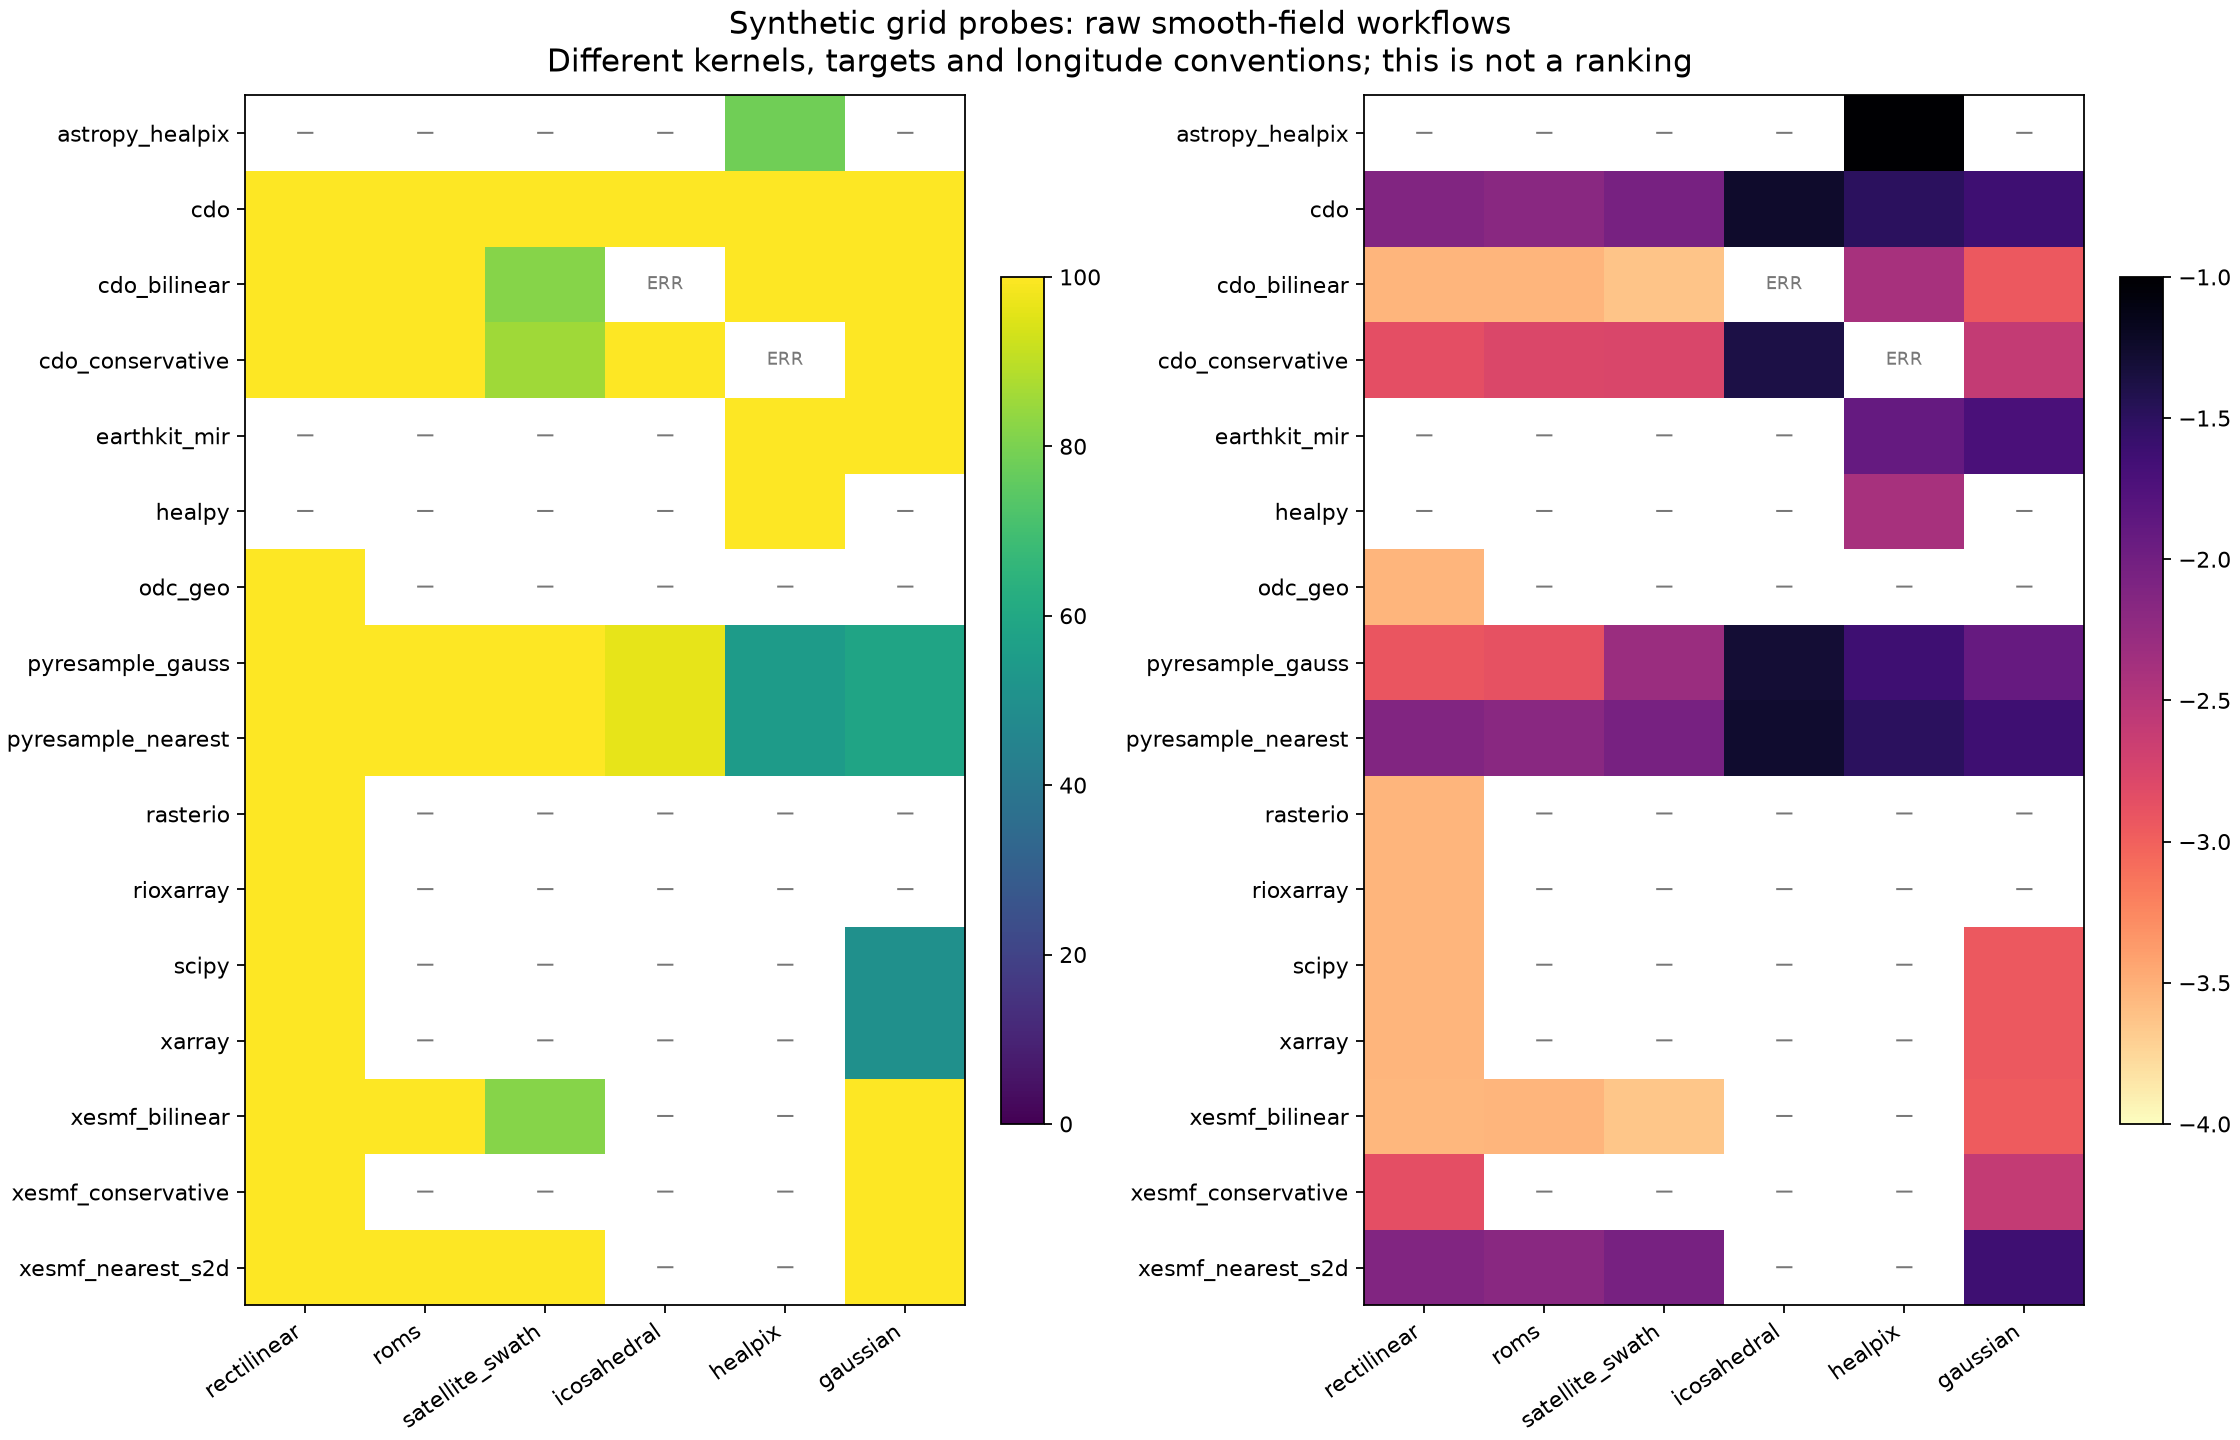 Synthetic grid probes: raw smooth-field workflows
Different kernels, targets and longitude conventions; this is not a ranking
astropy_healpix — — — — —
cdo
cdo_bilinear ERR
cdo_conservative ERR
earthkit_mir — — — —
healpy — — — — —
odc_geo — — — — —
pyresample_gauss
pyresample_nearest
rasterio — — — — —
rioxarray — — — — —
scipy — — — —
xarray — — — —
xesmf_bilinear — —
xesmf_conservative — — — —
xesmf_nearest_s2d — —
rectilinear
roms
satellite_swath
icosahedral
healpix
gaussian
100
80
60
40
20
0
astropy_healpix — — — — —
cdo
cdo_bilinear ERR
cdo_conservative ERR
earthkit_mir — — — —
healpy — — — — —
odc_geo — — — — —
pyresample_gauss
pyresample_nearest
rasterio — — — — —
rioxarray — — — — —
scipy — — — —
xarray — — — —
xesmf_bilinear — —
xesmf_conservative — — — —
xesmf_nearest_s2d — —
rectilinear
roms
satellite_swath
icosahedral
healpix
gaussian
−1.0
−1.5
−2.0
−2.5
−3.0
−3.5
−4.0